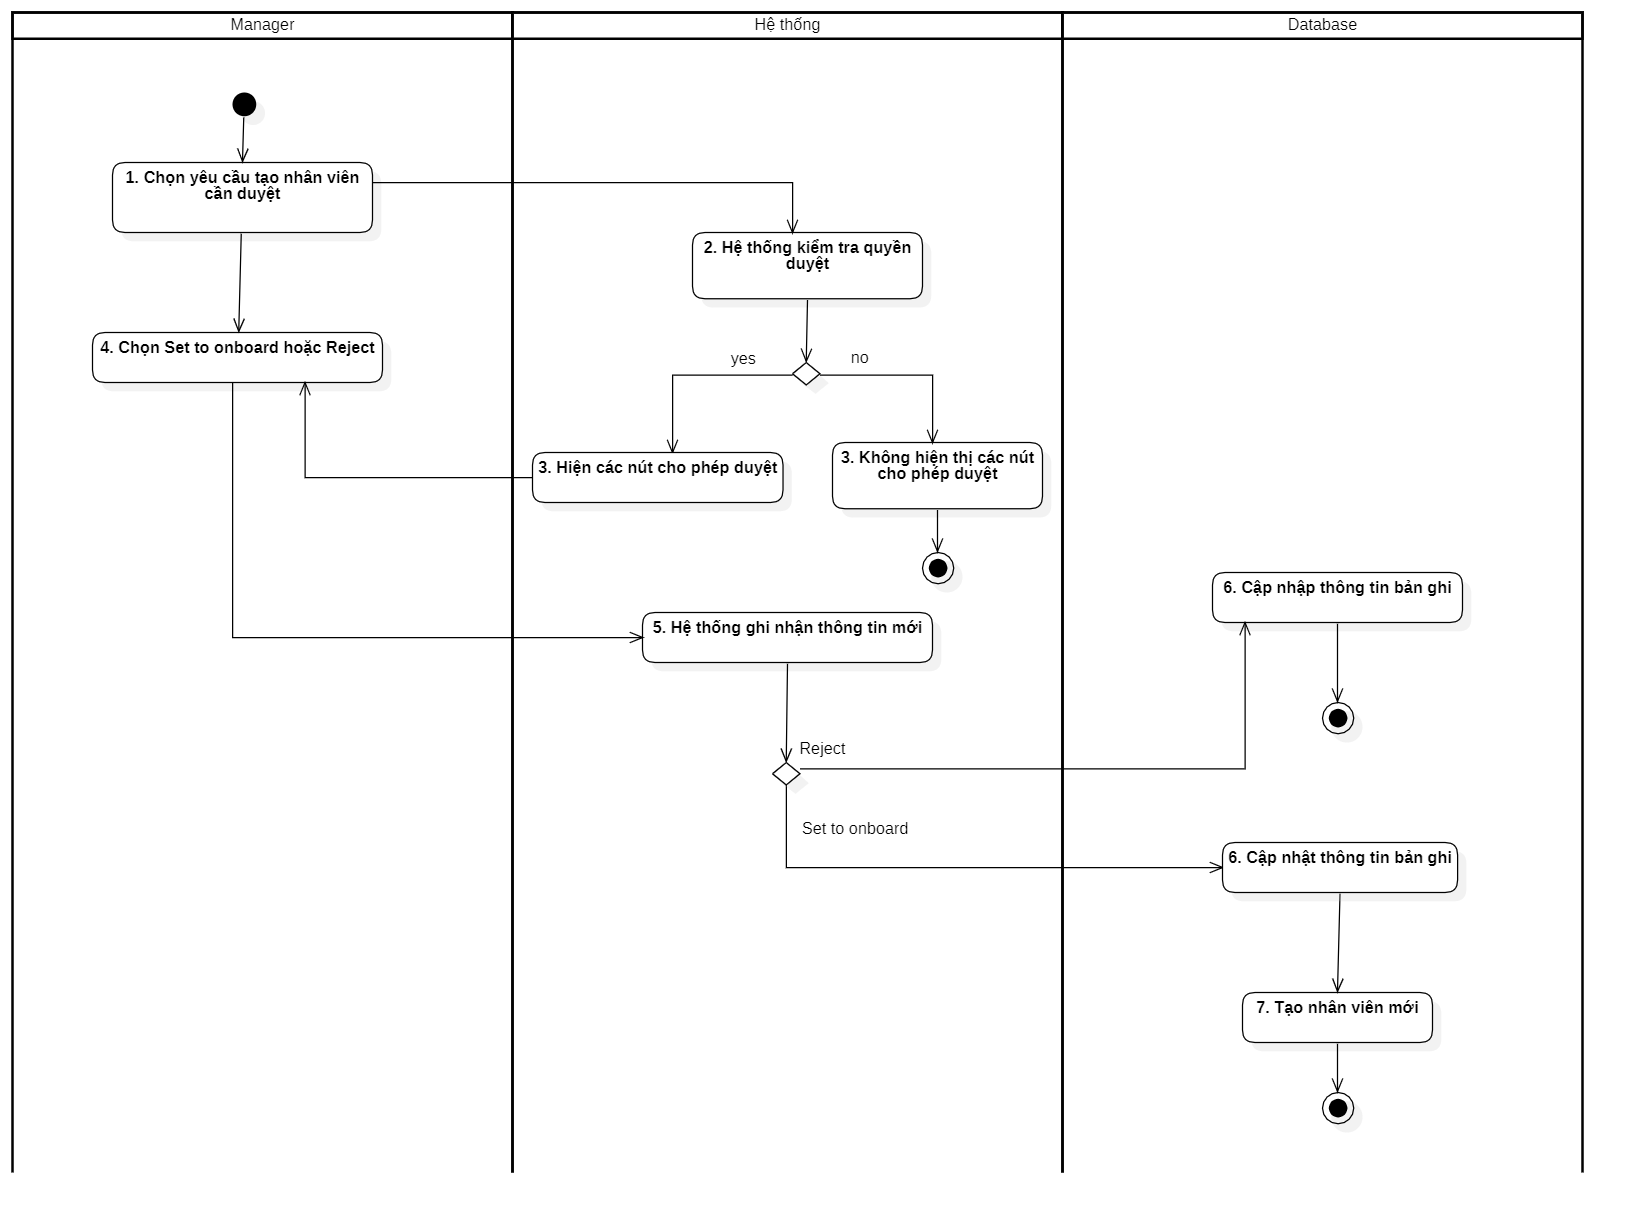 Manager
Hệ thống
Database
1. Chọn yêu cầu tạo nhân viên
cần duyệt
2. Hệ thống kiểm tra quyền
duyệt
4. Chọn Set to onboard hoặc Reject
yes
no
3. Hiện các nút cho phép duyệt
3. Không hiện thị các nút
cho phép duyệt
6. Cập nhập thông tin bản ghi
5. Hệ thống ghi nhận thông tin mới
Reject
Set to onboard
6. Cập nhật thông tin bản ghi
7. Tạo nhân viên mới